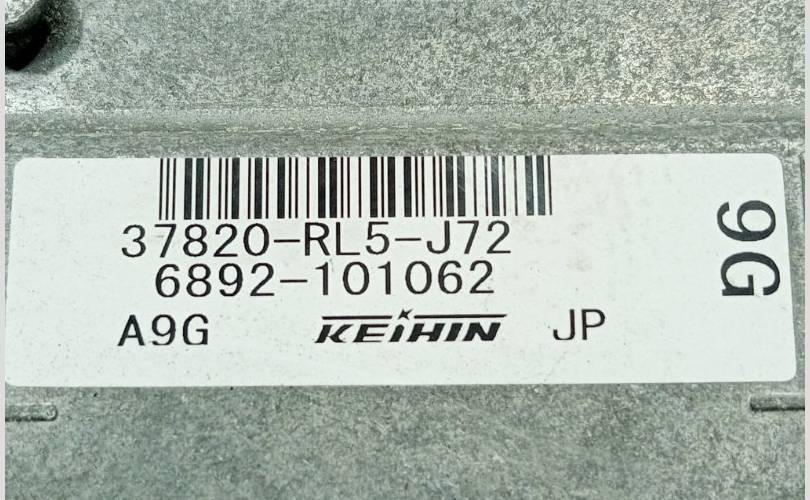 37820-RL5-J72
6892-101062
A9G KEIHIN JP
9G